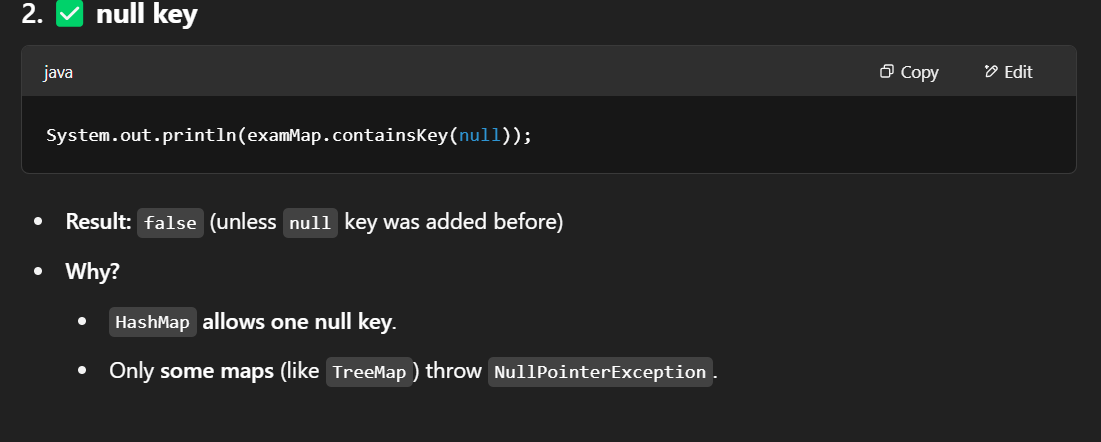 2. ✅ null key
java Copy Edit
System.out.println(examMap.containsKey(null));
• Result: false (unless null key was added before)
• Why?
• HashMap allows one null key.
• Only some maps (like TreeMap) throw NullPointerException.